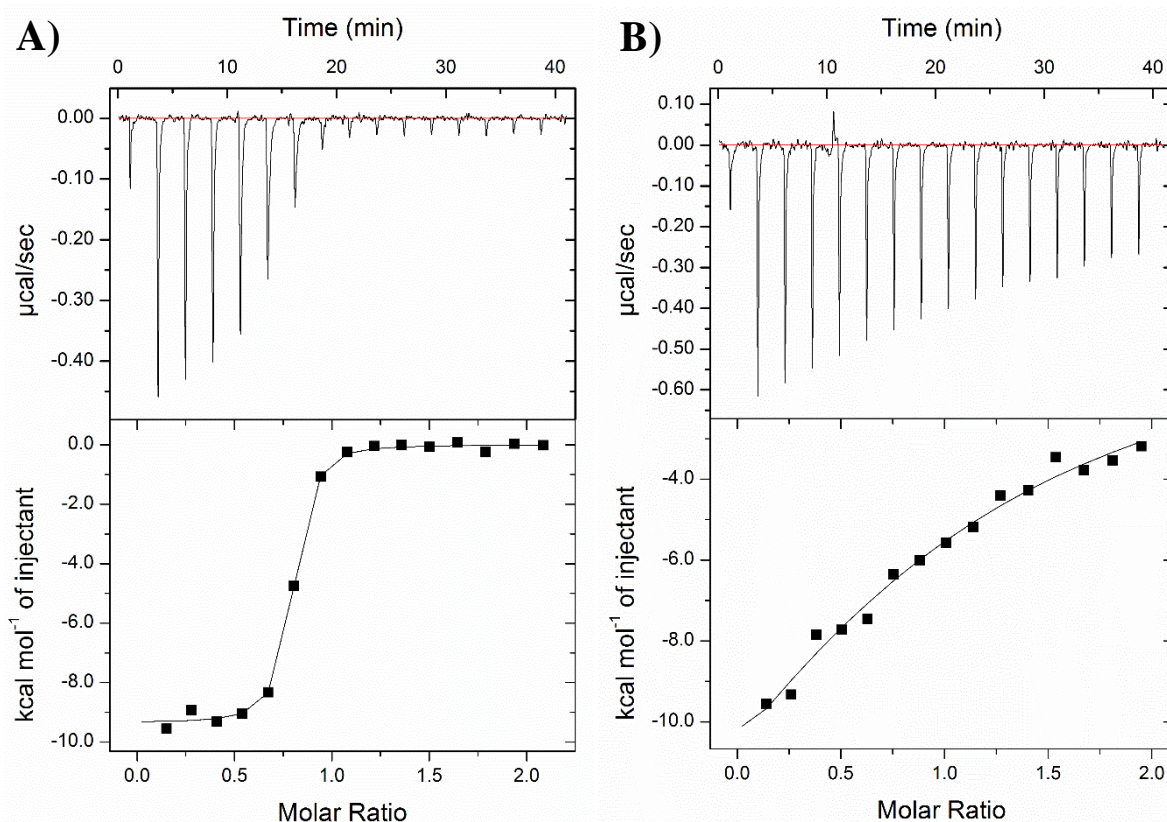 A)
Time (min)
0 10 20 30 40
0.00
-0.10
-0.20
-0.30
-0.40
µcal/sec
0.0
-2.0
-4.0
-6.0
-8.0
-10.0
kcal mol⁻¹ of injectant
0.0 0.5 1.0 1.5 2.0
Molar Ratio
B)
Time (min)
0 10 20 30 40
0.10
0.00
-0.10
-0.20
-0.30
-0.40
-0.50
-0.60
µcal/sec
-4.0
-6.0
-8.0
-10.0
kcal mol⁻¹ of injectant
0.0 0.5 1.0 1.5 2.0
Molar Ratio